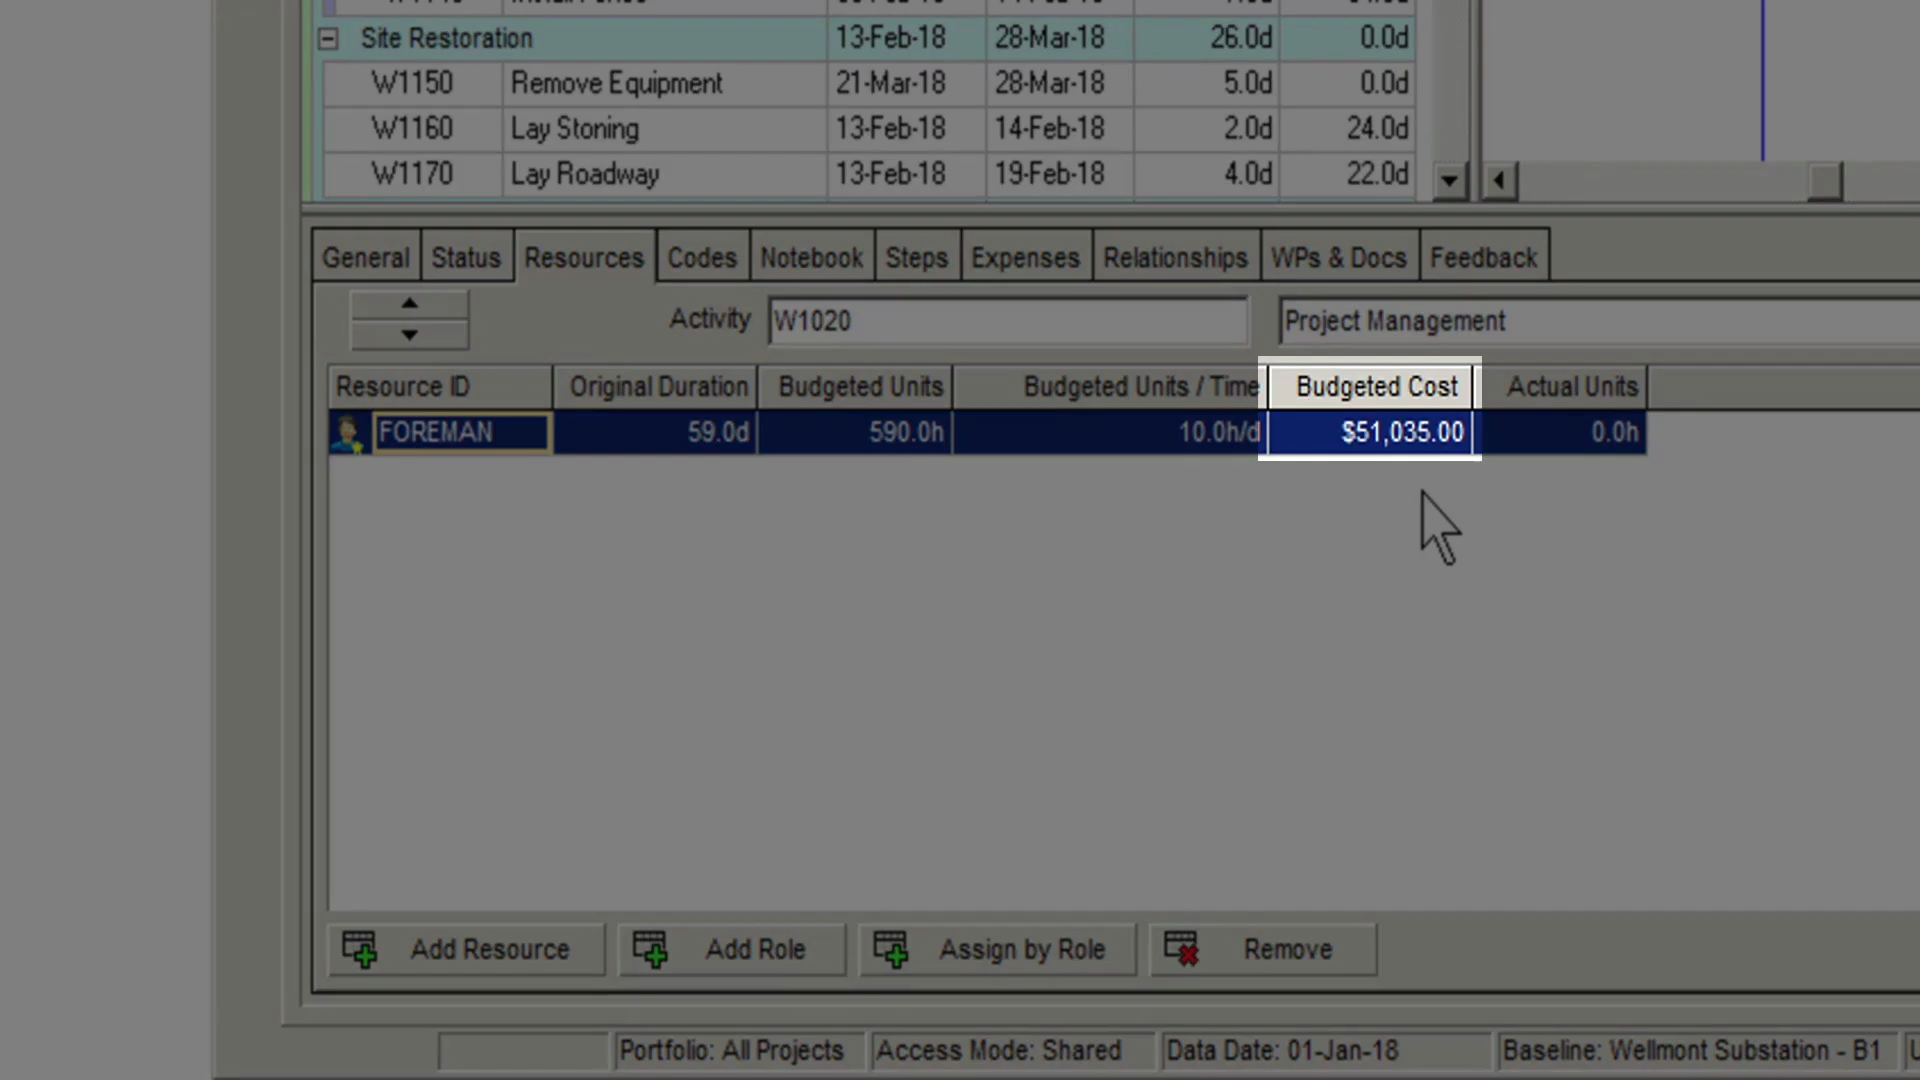 Site Restoration 13-Feb-18 28-Mar-18 26.0d 0.0d
W1150 Remove Equipment 21-Mar-18 28-Mar-18 5.0d 0.0d
W1160 Lay Stoning 13-Feb-18 14-Feb-18 2.0d 24.0d
W1170 Lay Roadway 13-Feb-18 19-Feb-18 4.0d 22.0d
General Status Resources Codes Notebook Steps Expenses Relationships WPs & Docs Feedback
Activity W1020 Project Management
Resource ID Original Duration Budgeted Units Budgeted Units / Time Budgeted Cost Actual Units
FOREMAN 59.0d 590.0h 10.0h/d $51,035.00 0.0h
Add Resource Add Role Assign by Role Remove
Portfolio: All Projects Access Mode: Shared Data Date: 01-Jan-18 Baseline: Wellmont Substation - B1